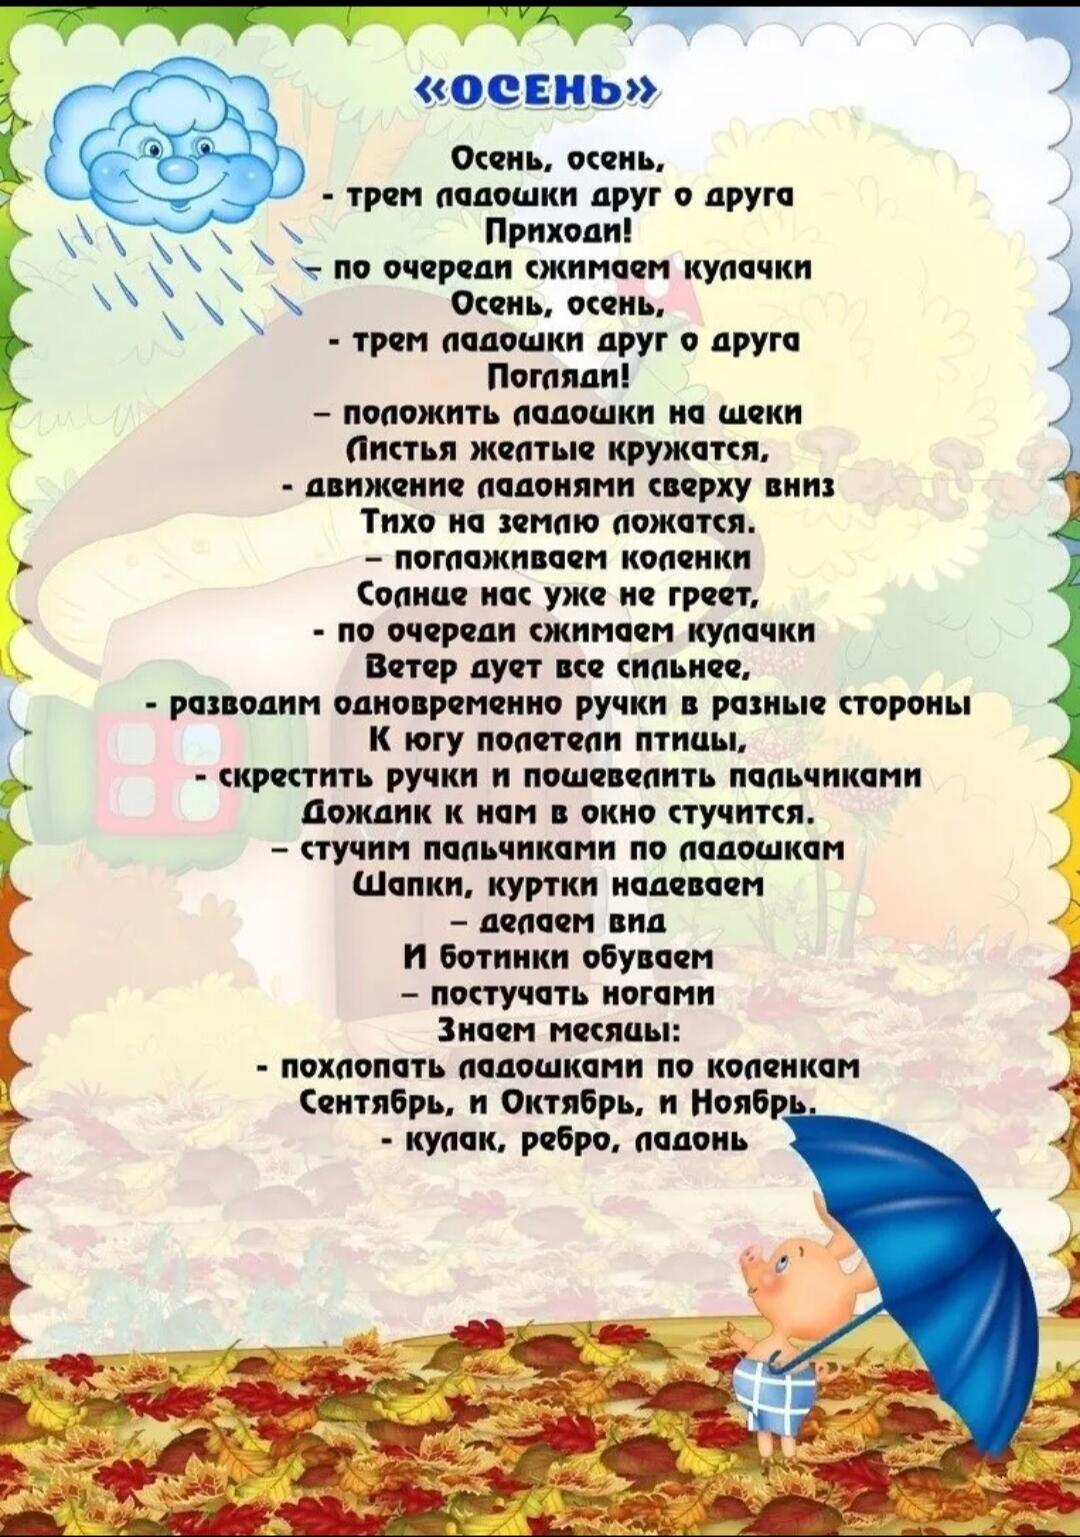 «ОСЕНЬ»
Осень, осень,
- трем ладошки друг о друга
Приходи!
– по очереди сжимаем кулачки
Осень, осень,
- трем ладошки друг о друга
Погляди!
– положить ладошки на щеки
Листья желтые кружатся,
- движение ладонями сверху вниз
Тихо на землю ложатся.
– поглаживаем коленки
Солнце нас уже не греет,
- по очереди сжимаем кулачки
Ветер дует все сильнее,
- разводим одновременно ручки в разные стороны
К югу полетели птицы,
- скрестить ручки и пошевелить пальчиками
Дождик к нам в окно стучится.
– стучим пальчиками по ладошкам
Шапки, куртки надеваем
– делаем вид
И ботинки обуваем
– постучать ногами
Знаем месяцы:
- похлопать ладошками по коленкам
Сентябрь, и Октябрь, и Ноябрь.
- кулак, ребро, ладонь